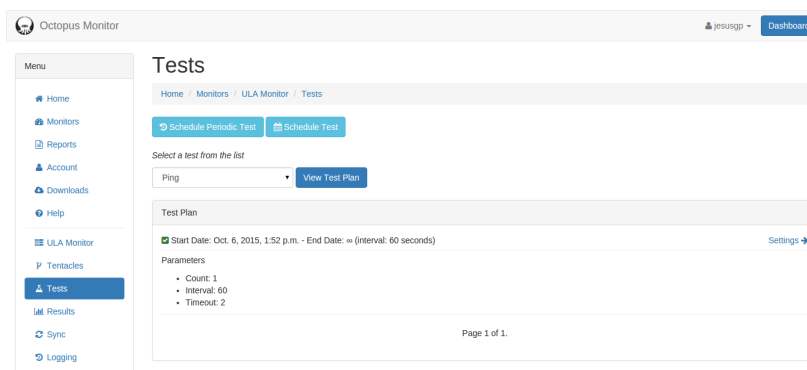 Octopus Monitor
jesusgp
Dashboard
Menu
Home
Monitors
Reports
Account
Downloads
Help
ULA Monitor
Tentacles
Tests
Results
Sync
Logging
Tests
Home / Monitors / ULA Monitor / Tests
Schedule Periodic Test
Schedule Test
Select a test from the list
Ping
View Test Plan
Test Plan
Start Date: Oct. 6, 2015, 1:52 p.m. - End Date: ∞ (interval: 60 seconds)
Settings
Parameters
• Count: 1
• Interval: 60
• Timeout: 2
Page 1 of 1.